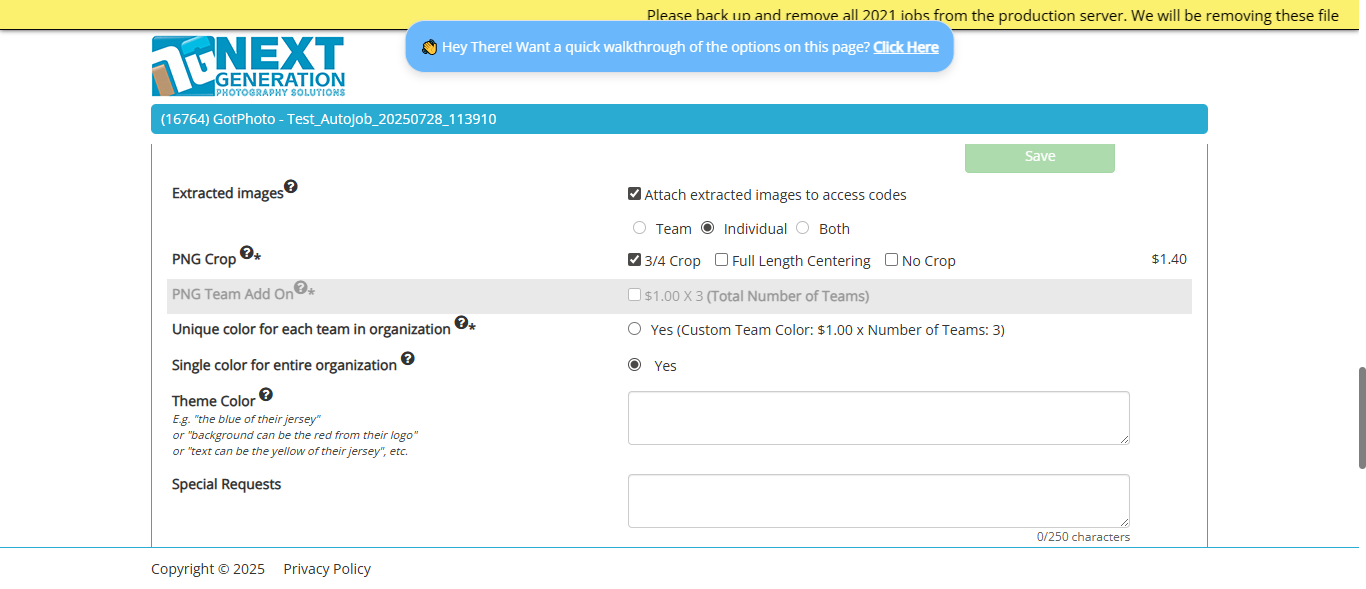 Please back up and remove all 2021 jobs from the production server. We will be removing these file
👋 Hey There! Want a quick walkthrough of the options on this page? Click Here
NEXT
GENERATION
PHOTOGRAPHY SOLUTIONS
(16764) GotPhoto - Test_AutoJob_20250728_113910
Save
Extracted images
Attach extracted images to access codes
Team Individual Both
PNG Crop * 3/4 Crop Full Length Centering No Crop $1.40
PNG Team Add On * $1.00 X 3 (Total Number of Teams)
Unique color for each team in organization * Yes (Custom Team Color: $1.00 x Number of Teams: 3)
Single color for entire organization Yes
Theme Color
E.g. "the blue of their jersey"
or "background can be the red from their logo"
or "text can be the yellow of their jersey", etc.
Special Requests
0/250 characters
Copyright © 2025 Privacy Policy